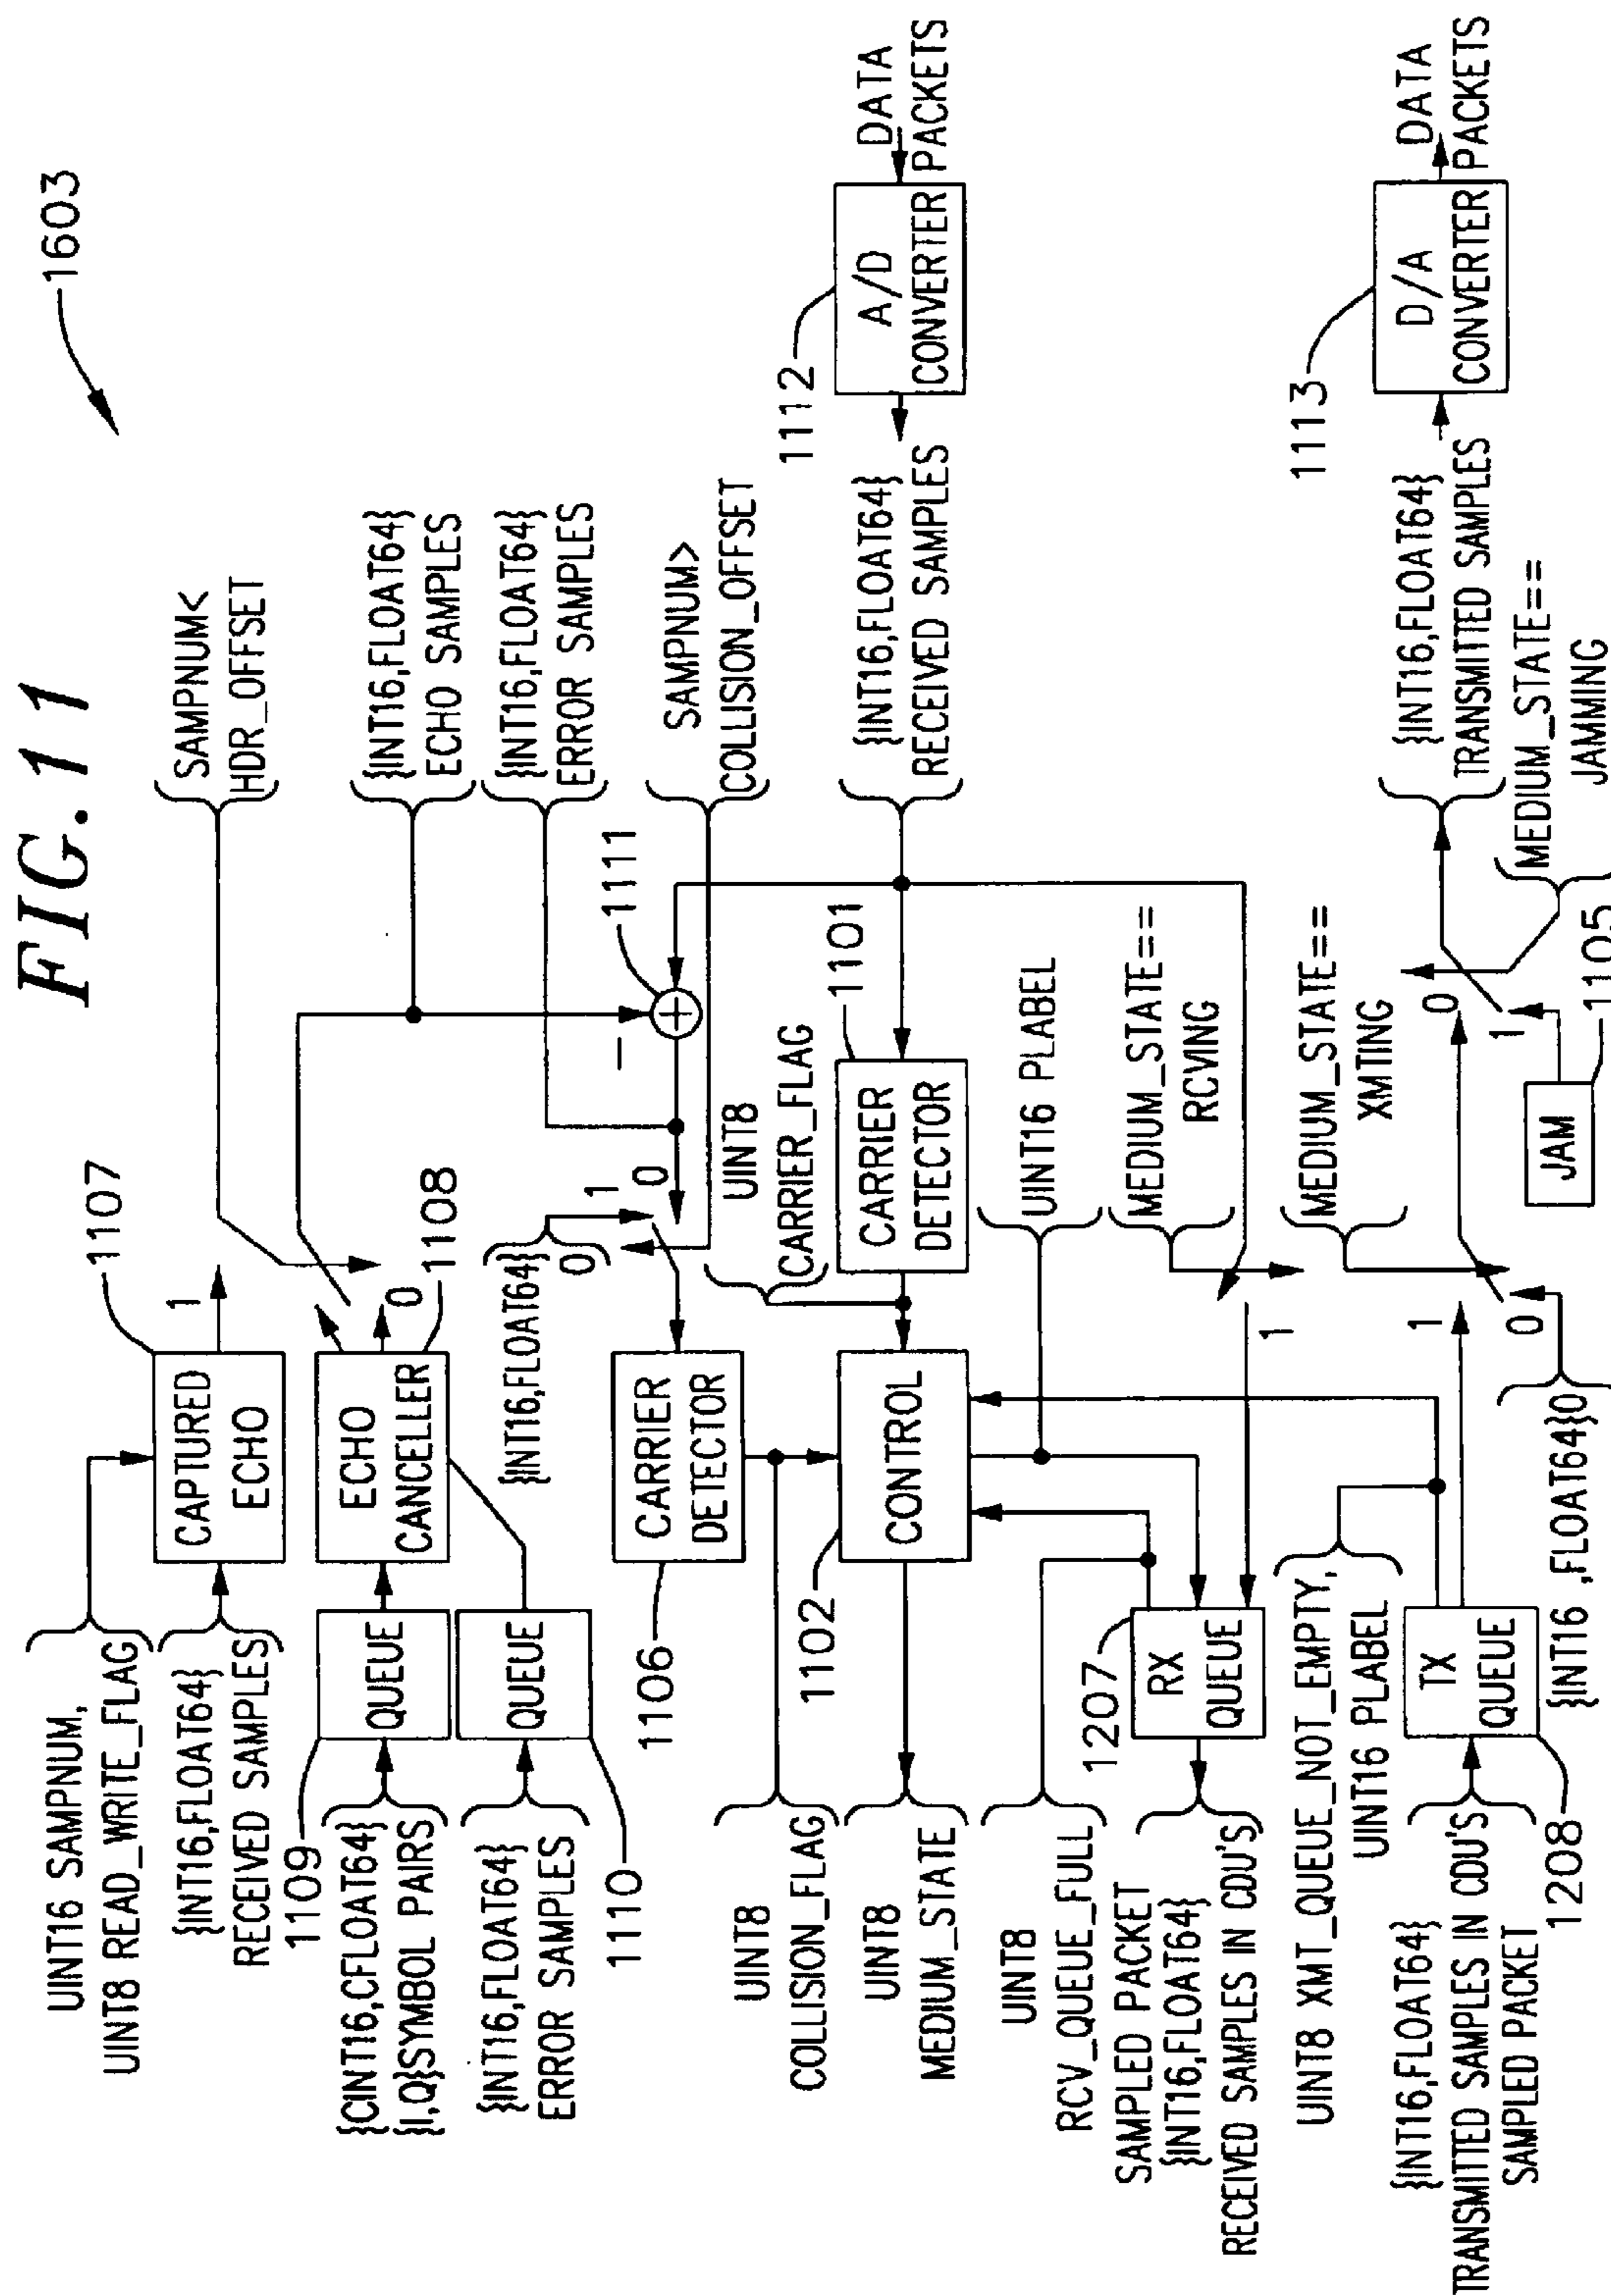 FIG. 11
1603
UINT16 SAMPNUM,
UINT8 READ_WRITE_FLAG
{INT16,FLOAT64}
RECEIVED SAMPLES
1107
CAPTURED
ECHO
1
SAMPNUM<
HDR_OFFSET
1109
{CINT16,CFLOAT64}
{I,Q}SYMBOL PAIRS
QUEUE
ECHO
CANCELLER
0
1108
{INT16,FLOAT64}
ECHO SAMPLES
{INT16,FLOAT64}
ERROR SAMPLES
1110
QUEUE
{INT16,FLOAT64}
ERROR SAMPLES
{INT16,FLOAT64}
0
1
0
−
+
1111
SAMPNUM>
COLLISION_OFFSET
1106
CARRIER
DETECTOR
UINT8
COLLISION_FLAG
UINT8
CARRIER_FLAG
1101
CARRIER
DETECTOR
{INT16,FLOAT64}
RECEIVED SAMPLES
1112
A/D
CONVERTER
DATA
PACKETS
UINT8
MEDIUM_STATE
1102
CONTROL
UINT16 PLABEL
UINT8
RCV_QUEUE_FULL
MEDIUM_STATE==
RCVING
1207
RX
QUEUE
1
SAMPLED PACKET
{INT16,FLOAT64}
RECEIVED SAMPLES IN CDU'S
UINT8 XMT_QUEUE_NOT_EMPTY,
UINT16 PLABEL
MEDIUM_STATE==
XMTING
{INT16,FLOAT64}
TRANSMITTED SAMPLES IN CDU'S
SAMPLED PACKET
1208
TX
QUEUE
1
0
{INT16 ,FLOAT64}0
0
1
JAM
1105
MEDIUM_STATE==
JAMMING
{INT16,FLOAT64}
TRANSMITTED SAMPLES
1113
D/A
CONVERTER
DATA
PACKETS